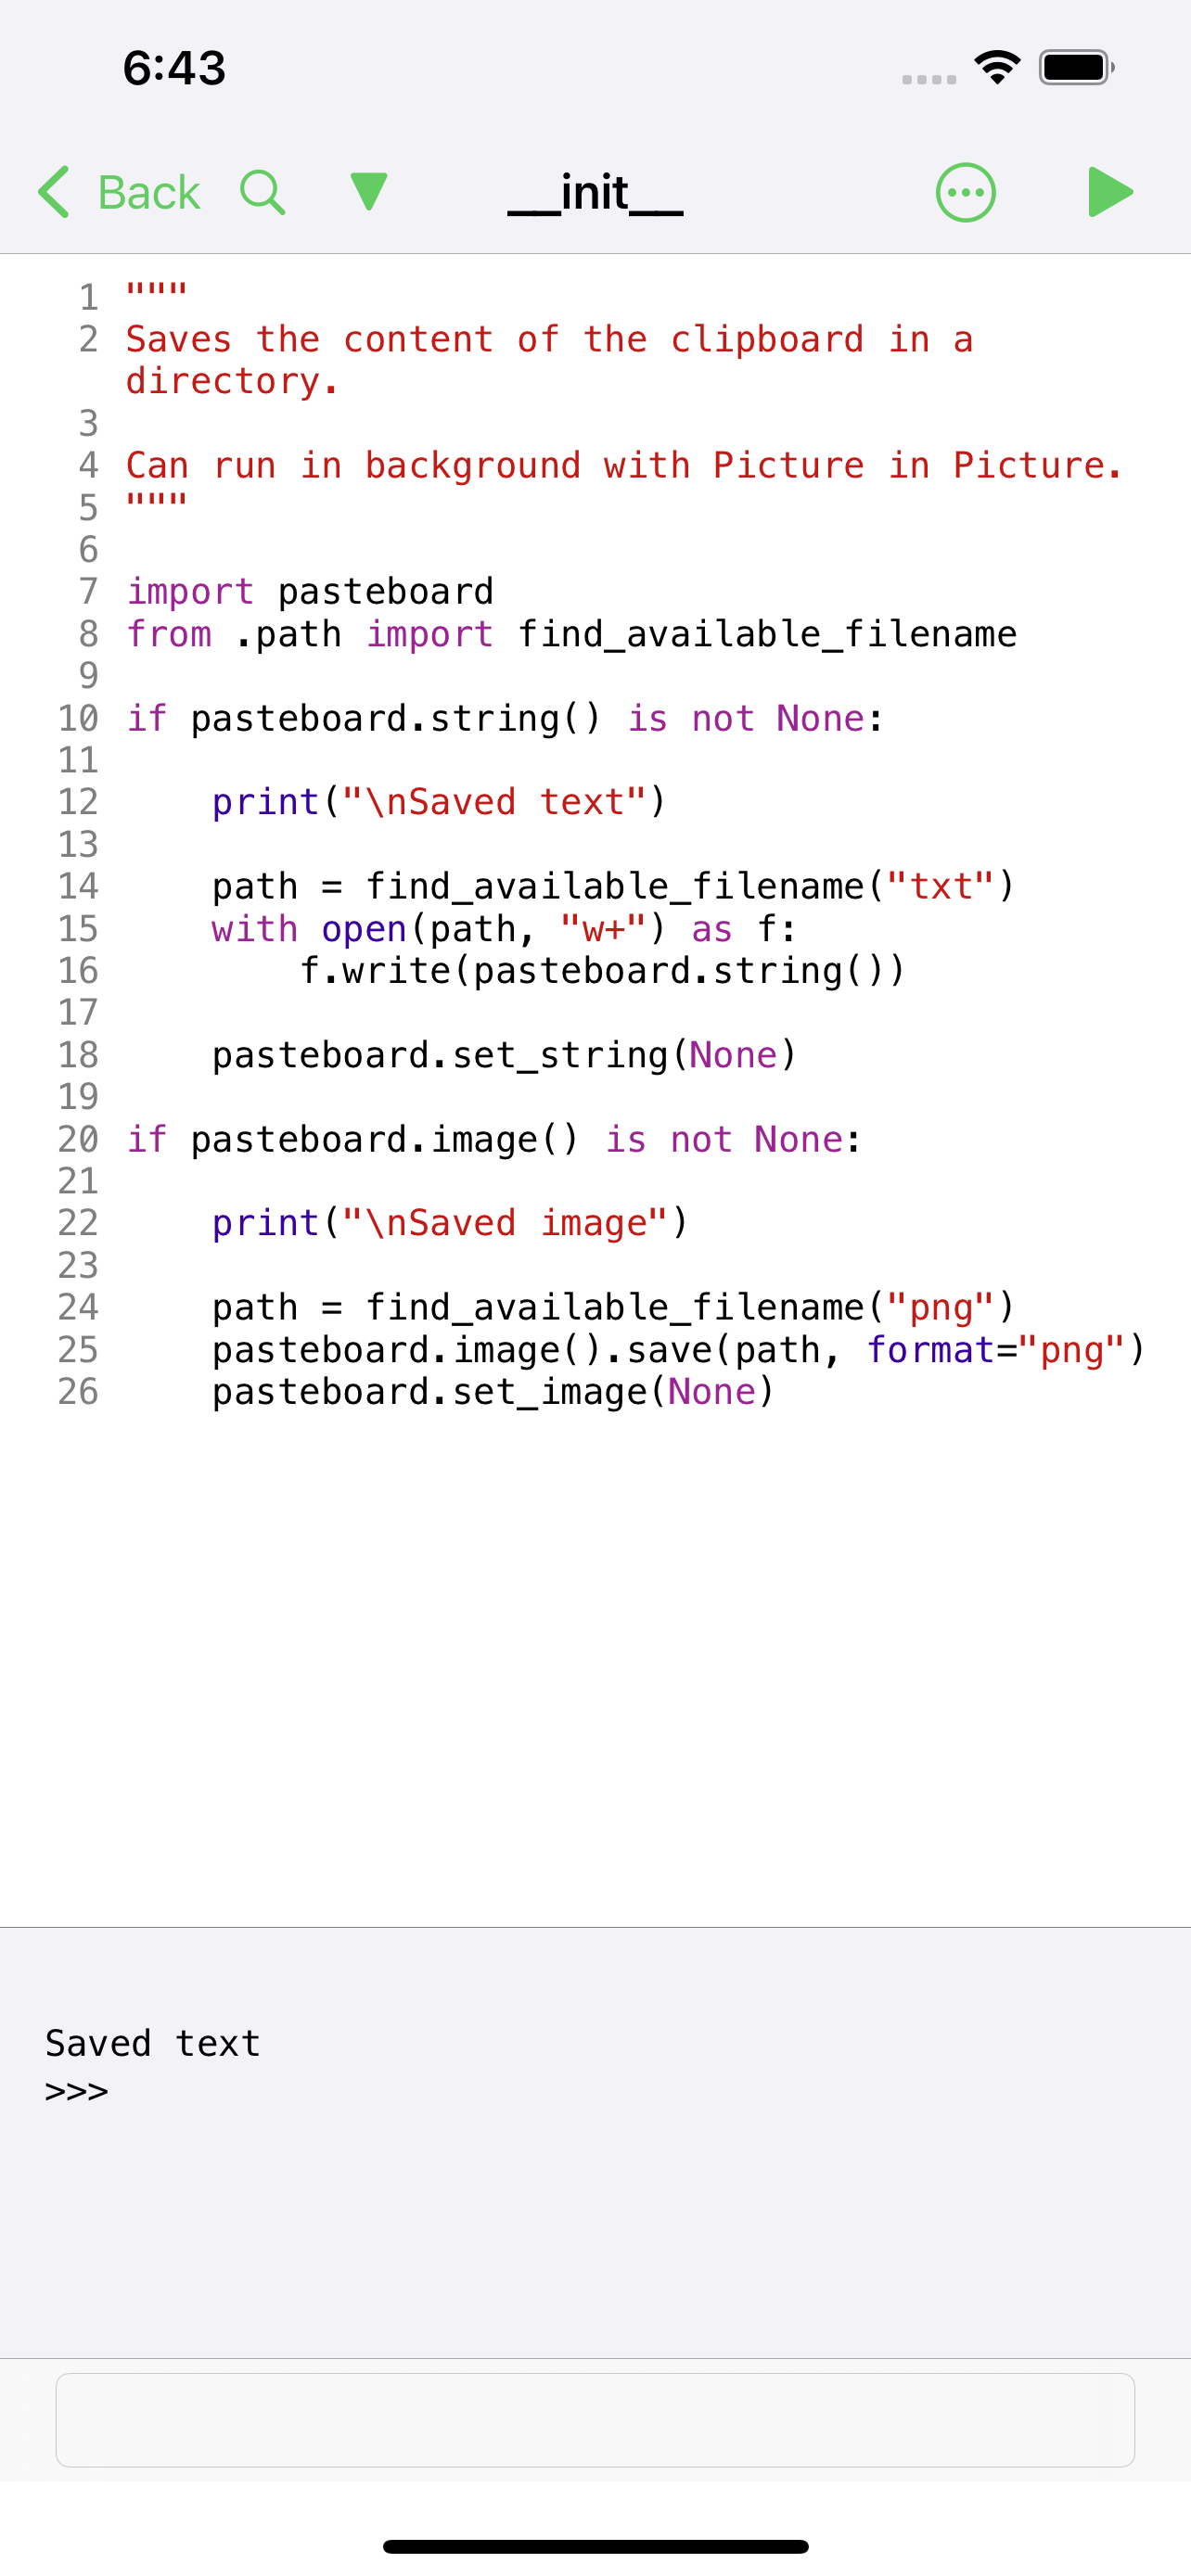 6:43
Back
__init__
1 """
2 Saves the content of the clipboard in a
directory.
3
4 Can run in background with Picture in Picture.
5 """
6
7 import pasteboard
8 from .path import find_available_filename
9
10 if pasteboard.string() is not None:
11
12     print("\nSaved text")
13
14     path = find_available_filename("txt")
15     with open(path, "w+") as f:
16         f.write(pasteboard.string())
17
18     pasteboard.set_string(None)
19
20 if pasteboard.image() is not None:
21
22     print("\nSaved image")
23
24     path = find_available_filename("png")
25     pasteboard.image().save(path, format="png")
26     pasteboard.set_image(None)
Saved text
>>>